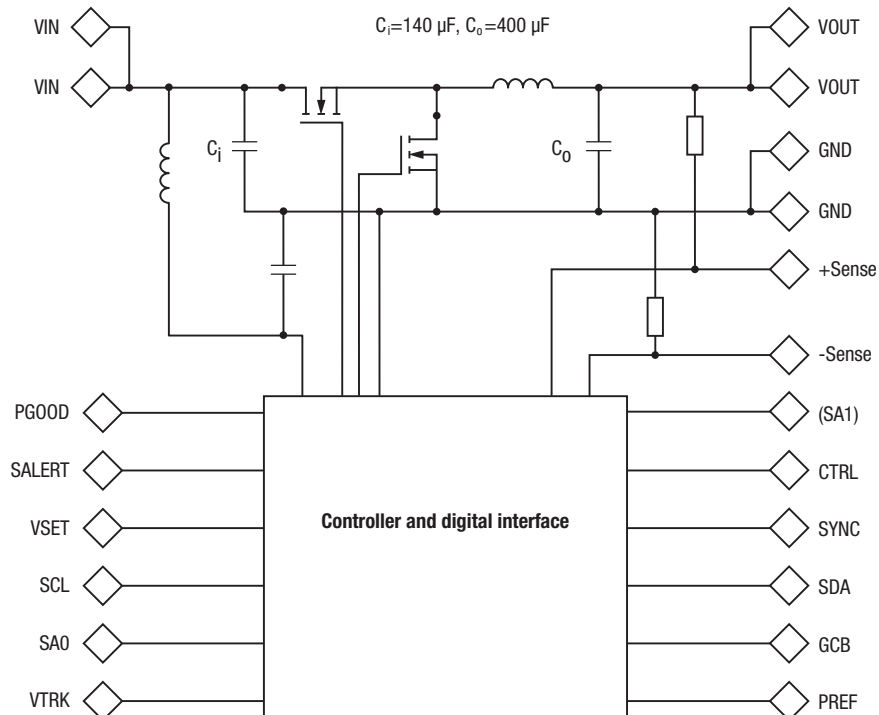 VIN
Cᵢ=140 µF, Cₒ=400 µF
VOUT
VIN
VOUT
Ci
CO
GND
GND
+Sense
-Sense
PGOOD
(SA1)
SALERT
CTRL
VSET
Controller and digital interface
SYNC
SCL
SDA
SA0
GCB
VTRK
PREF